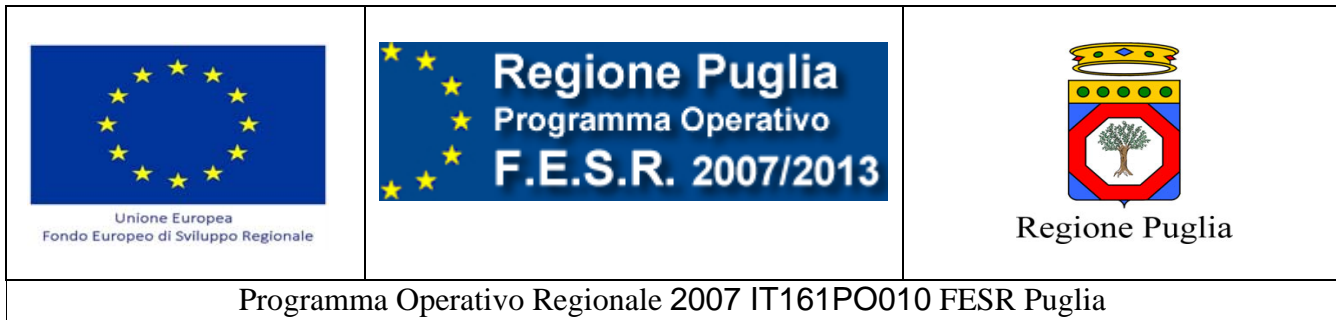 Unione Europea
Fondo Europeo di Sviluppo Regionale
Regione Puglia
Programma Operativo
F.E.S.R. 2007/2013
Regione Puglia
Programma Operativo Regionale 2007 IT161PO010 FESR Puglia